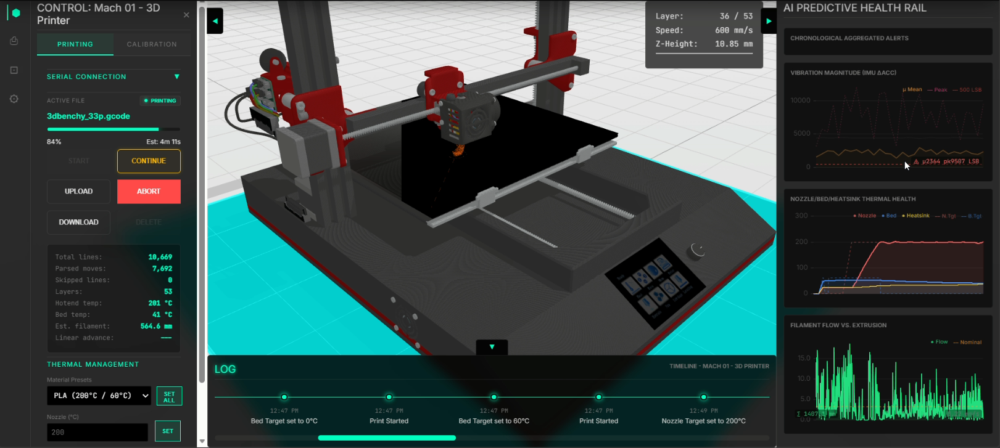 CONTROL: Mach 01 - 3D
Printer
×
PRINTING
CALIBRATION
SERIAL CONNECTION ▼
ACTIVE FILE
PRINTING
3dbenchy_33p.gcode
84%
Est: 4m 11s
START
CONTINUE
UPLOAD
ABORT
DOWNLOAD
DELETE
Total lines: 10,669
Parsed moves: 7,692
Skipped lines: 0
Layers: 53
Hotend temp: 201 °C
Bed temp: 41 °C
Est. filament: 564.6 mm
Linear advance: ———
THERMAL MANAGEMENT
Material Presets
PLA (200°C / 60°C)
SET
ALL
Nozzle (°C)
200
SET
Layer: 36 / 53
Speed: 600 mm/s
Z-Height: 10.85 mm
LOG
TIMELINE - MACH 01 - 3D PRINTER
12:47 PM
Bed Target set to 0°C
12:47 PM
Print Started
12:47 PM
Bed Target set to 60°C
12:47 PM
Print Started
12:49 PM
Nozzle Target set to 200°C
AI PREDICTIVE HEALTH RAIL
CHRONOLOGICAL AGGREGATED ALERTS
VIBRATION MAGNITUDE (IMU ΔACC)
μ Mean — Peak — 500 LSB
10000
5000
0
⚠ μ2364 pk9507 LSB
NOZZLE/BED/HEATSINK THERMAL HEALTH
Nozzle Bed Heatsink — N.Tgt — B.Tgt
300
200
100
0
FILAMENT FLOW VS. EXTRUSION
Flow — Nominal
15.0
10.0
5.0
0.0
Σ 1407